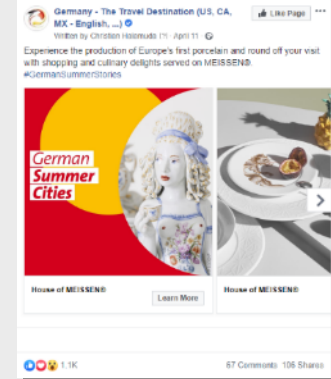 Germany - The Travel Destination (US, CA,
MX - English, ...)
Like Page
Written by Christian Halemuda · April 11 ·
Experience the production of Europe's first porcelain and round off your visit
with shopping and culinary delights served on MEISSEN®.
#GermanSummerStories
German
Summer
Cities
House of MEISSEN®
Learn More
House of MEISSEN®
1.1K
67 Comments 106 Shares